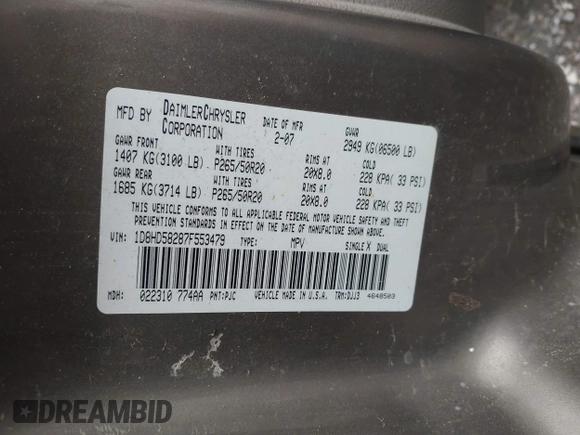 MFD BY DAIMLERCHRYSLER CORPORATION DATE OF MFR 2-07 GVWR 2949 KG(06500 LB)
GAWR FRONT WITH TIRES RIMS AT COLD
1407 KG(3100 LB) P265/50R20 20X8.0 228 KPA( 33 PSI)
GAWR REAR WITH TIRES RIMS AT COLD
1685 KG(3714 LB) P265/50R20 20X8.0 228 KPA( 33 PSI)
THIS VEHICLE CONFORMS TO ALL APPLICABLE FEDERAL MOTOR VEHICLE SAFETY AND THEFT
PREVENTION STANDARDS IN EFFECT ON THE DATE OF MANUFACTURE SHOWN ABOVE.
VIN: 1D8HD58287F553479 TYPE: MPV SINGLE X DUAL
MDH: 022310 774AA PNT:PJC VEHICLE MADE IN U.S.A. TRM:DJJ3 4648503
DREAMBID